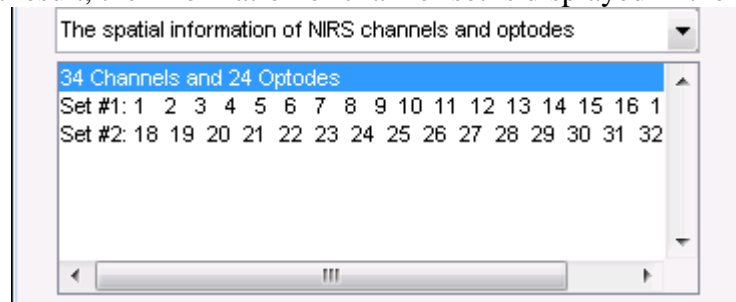 The spatial information of NIRS channels and optodes
34 Channels and 24 Optodes
Set #1: 1 2 3 4 5 6 7 8 9 10 11 12 13 14 15 16 1
Set #2: 18 19 20 21 22 23 24 25 26 27 28 29 30 31 32